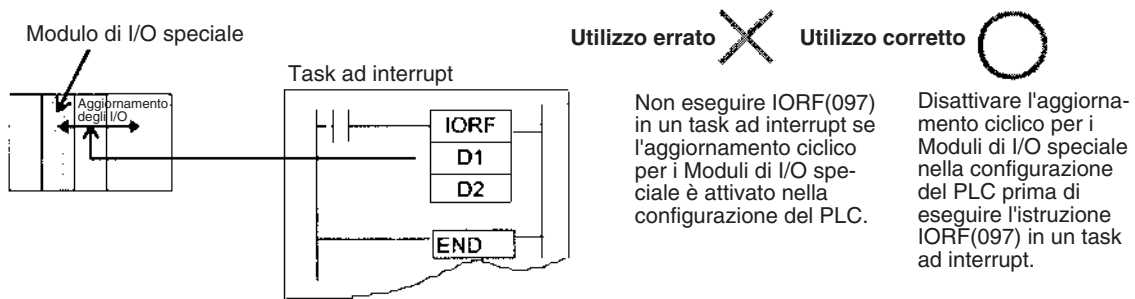 Modulo di I/O speciale
Aggiornamento
degli I/O
Task ad interrupt
IORF
D1
D2
END
Utilizzo errato
Non eseguire IORF(097)
in un task ad interrupt se
l'aggiornamento ciclico
per i Moduli di I/O spe-
ciale è attivato nella
configurazione del PLC.
Utilizzo corretto
Disattivare l'aggiorna-
mento ciclico per i
Moduli di I/O speciale
nella configurazione
del PLC prima di
eseguire l'istruzione
IORF(097) in un task
ad interrupt.